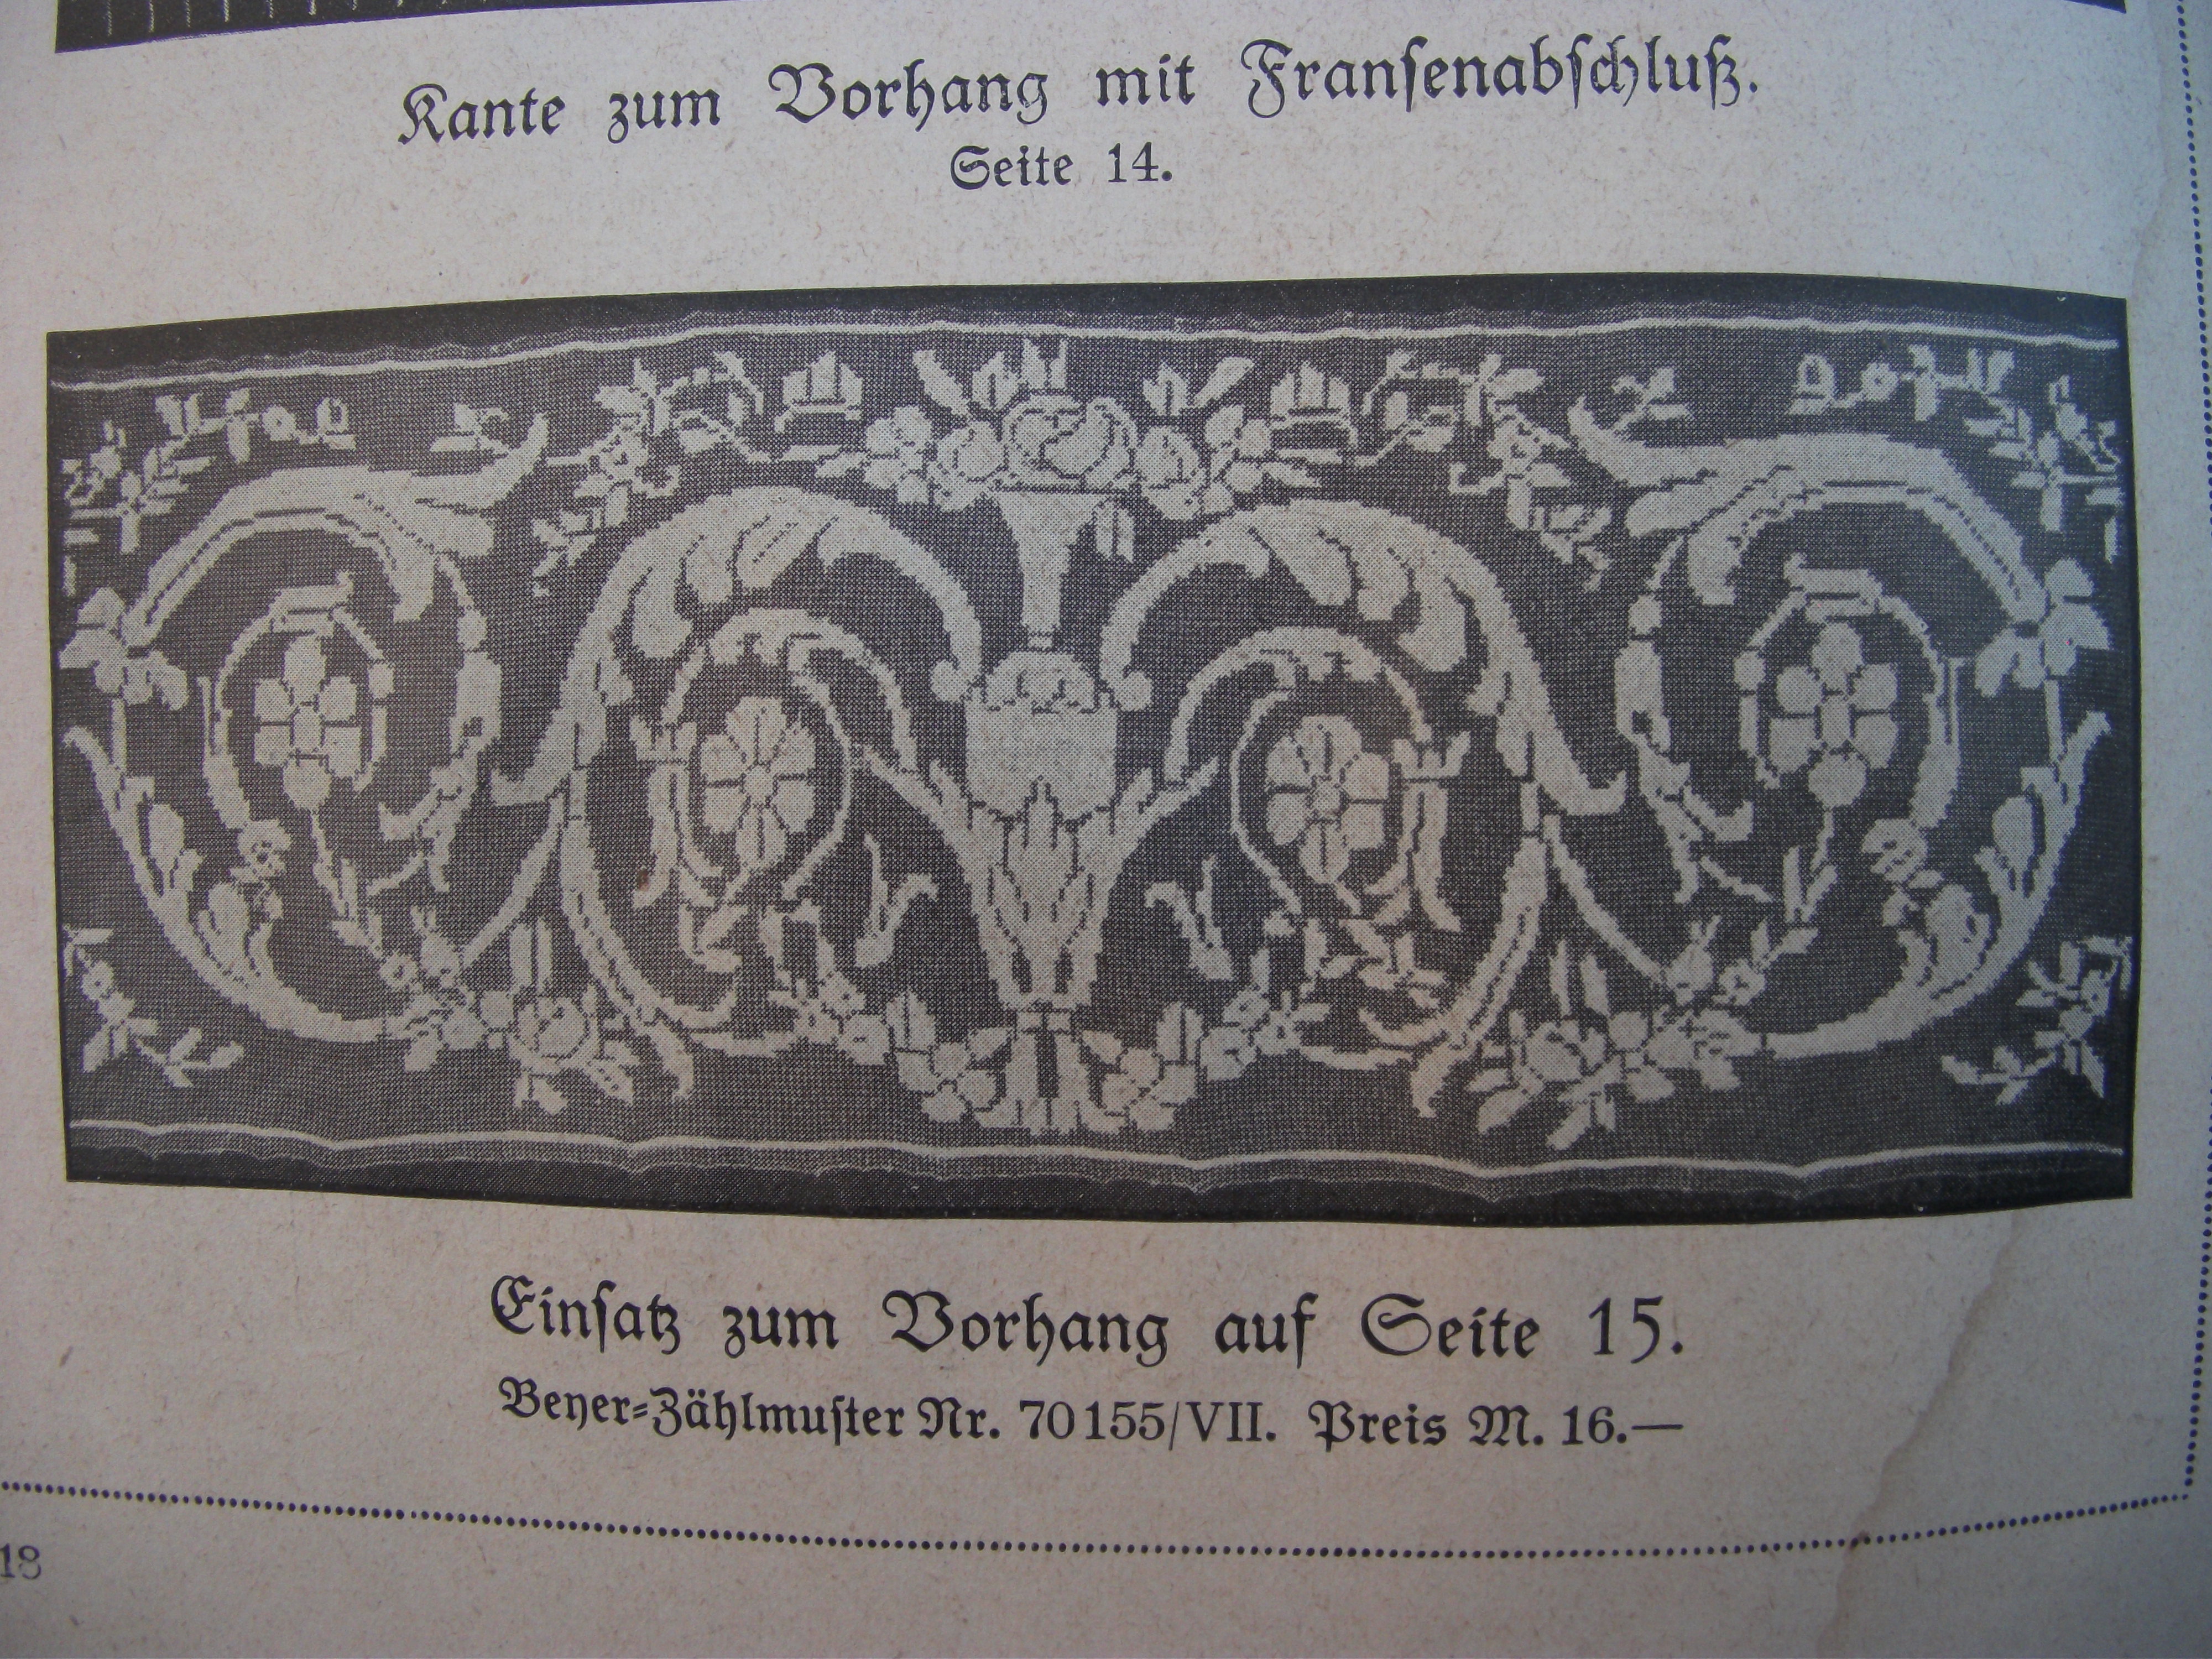 Kante zum Vorhang mit Franſenabſchluß.
Seite 14.
Einſatz zum Vorhang auf Seite 15.
Beyer=Zählmuſter Nr. 70155/VII. Preis M. 16.—
18